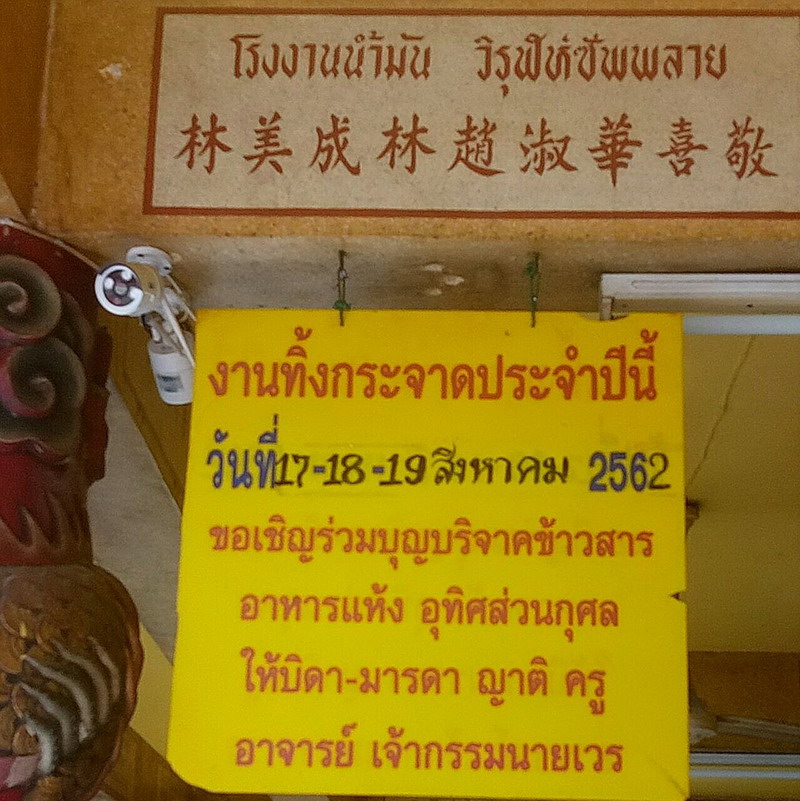 โรงงานน้ำมัน วิรุฬห์ซัพพลาย
林美成林趙淑華喜敬
งานทิ้งกระจาดประจำปีนี้
วันที่17-18-19สิงหาคม 2562
ขอเชิญร่วมบุญบริจาคข้าวสาร
อาหารแห้ง อุทิศส่วนกุศล
ให้บิดา-มารดา ญาติ ครู
อาจารย์ เจ้ากรรมนายเวร